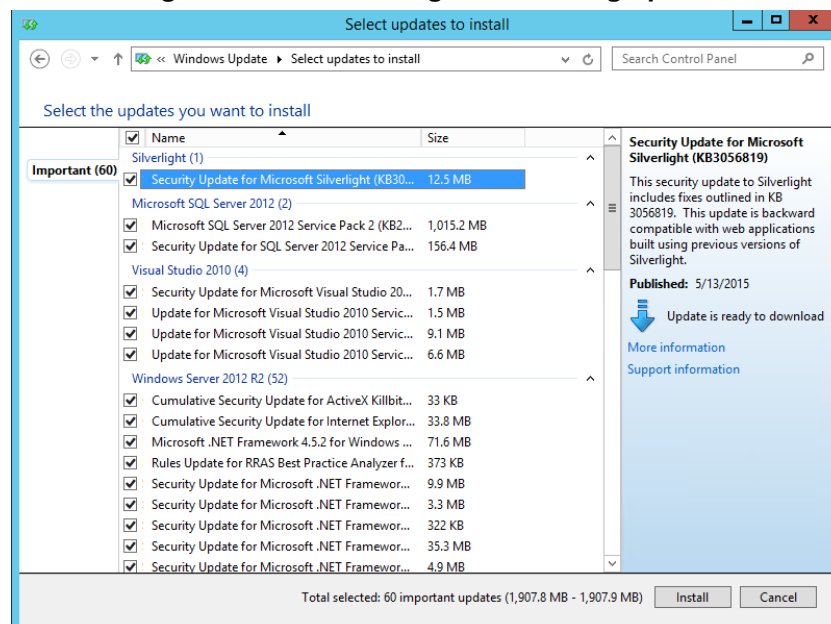 Select updates to install
« Windows Update ▸ Select updates to install
Search Control Panel
Select the updates you want to install
Name Size
Important (60)
Silverlight (1)
Security Update for Microsoft Silverlight (KB30... 12.5 MB
Microsoft SQL Server 2012 (2)
Microsoft SQL Server 2012 Service Pack 2 (KB2... 1,015.2 MB
Security Update for SQL Server 2012 Service Pa... 156.4 MB
Visual Studio 2010 (4)
Security Update for Microsoft Visual Studio 20... 1.7 MB
Update for Microsoft Visual Studio 2010 Servic... 1.5 MB
Update for Microsoft Visual Studio 2010 Servic... 9.1 MB
Update for Microsoft Visual Studio 2010 Servic... 6.6 MB
Windows Server 2012 R2 (52)
Cumulative Security Update for ActiveX Killbit... 33 KB
Cumulative Security Update for Internet Explor... 33.8 MB
Microsoft .NET Framework 4.5.2 for Windows ... 71.6 MB
Rules Update for RRAS Best Practice Analyzer f... 373 KB
Security Update for Microsoft .NET Framewor... 9.9 MB
Security Update for Microsoft .NET Framewor... 3.3 MB
Security Update for Microsoft .NET Framewor... 322 KB
Security Update for Microsoft .NET Framewor... 35.3 MB
Security Update for Microsoft .NET Framewor... 4.9 MB
Security Update for Microsoft
Silverlight (KB3056819)
This security update to Silverlight
includes fixes outlined in KB
3056819. This update is backward
compatible with web applications
built using previous versions of
Silverlight.
Published: 5/13/2015
Update is ready to download
More information
Support information
Total selected: 60 important updates (1,907.8 MB - 1,907.9 MB)
Install
Cancel